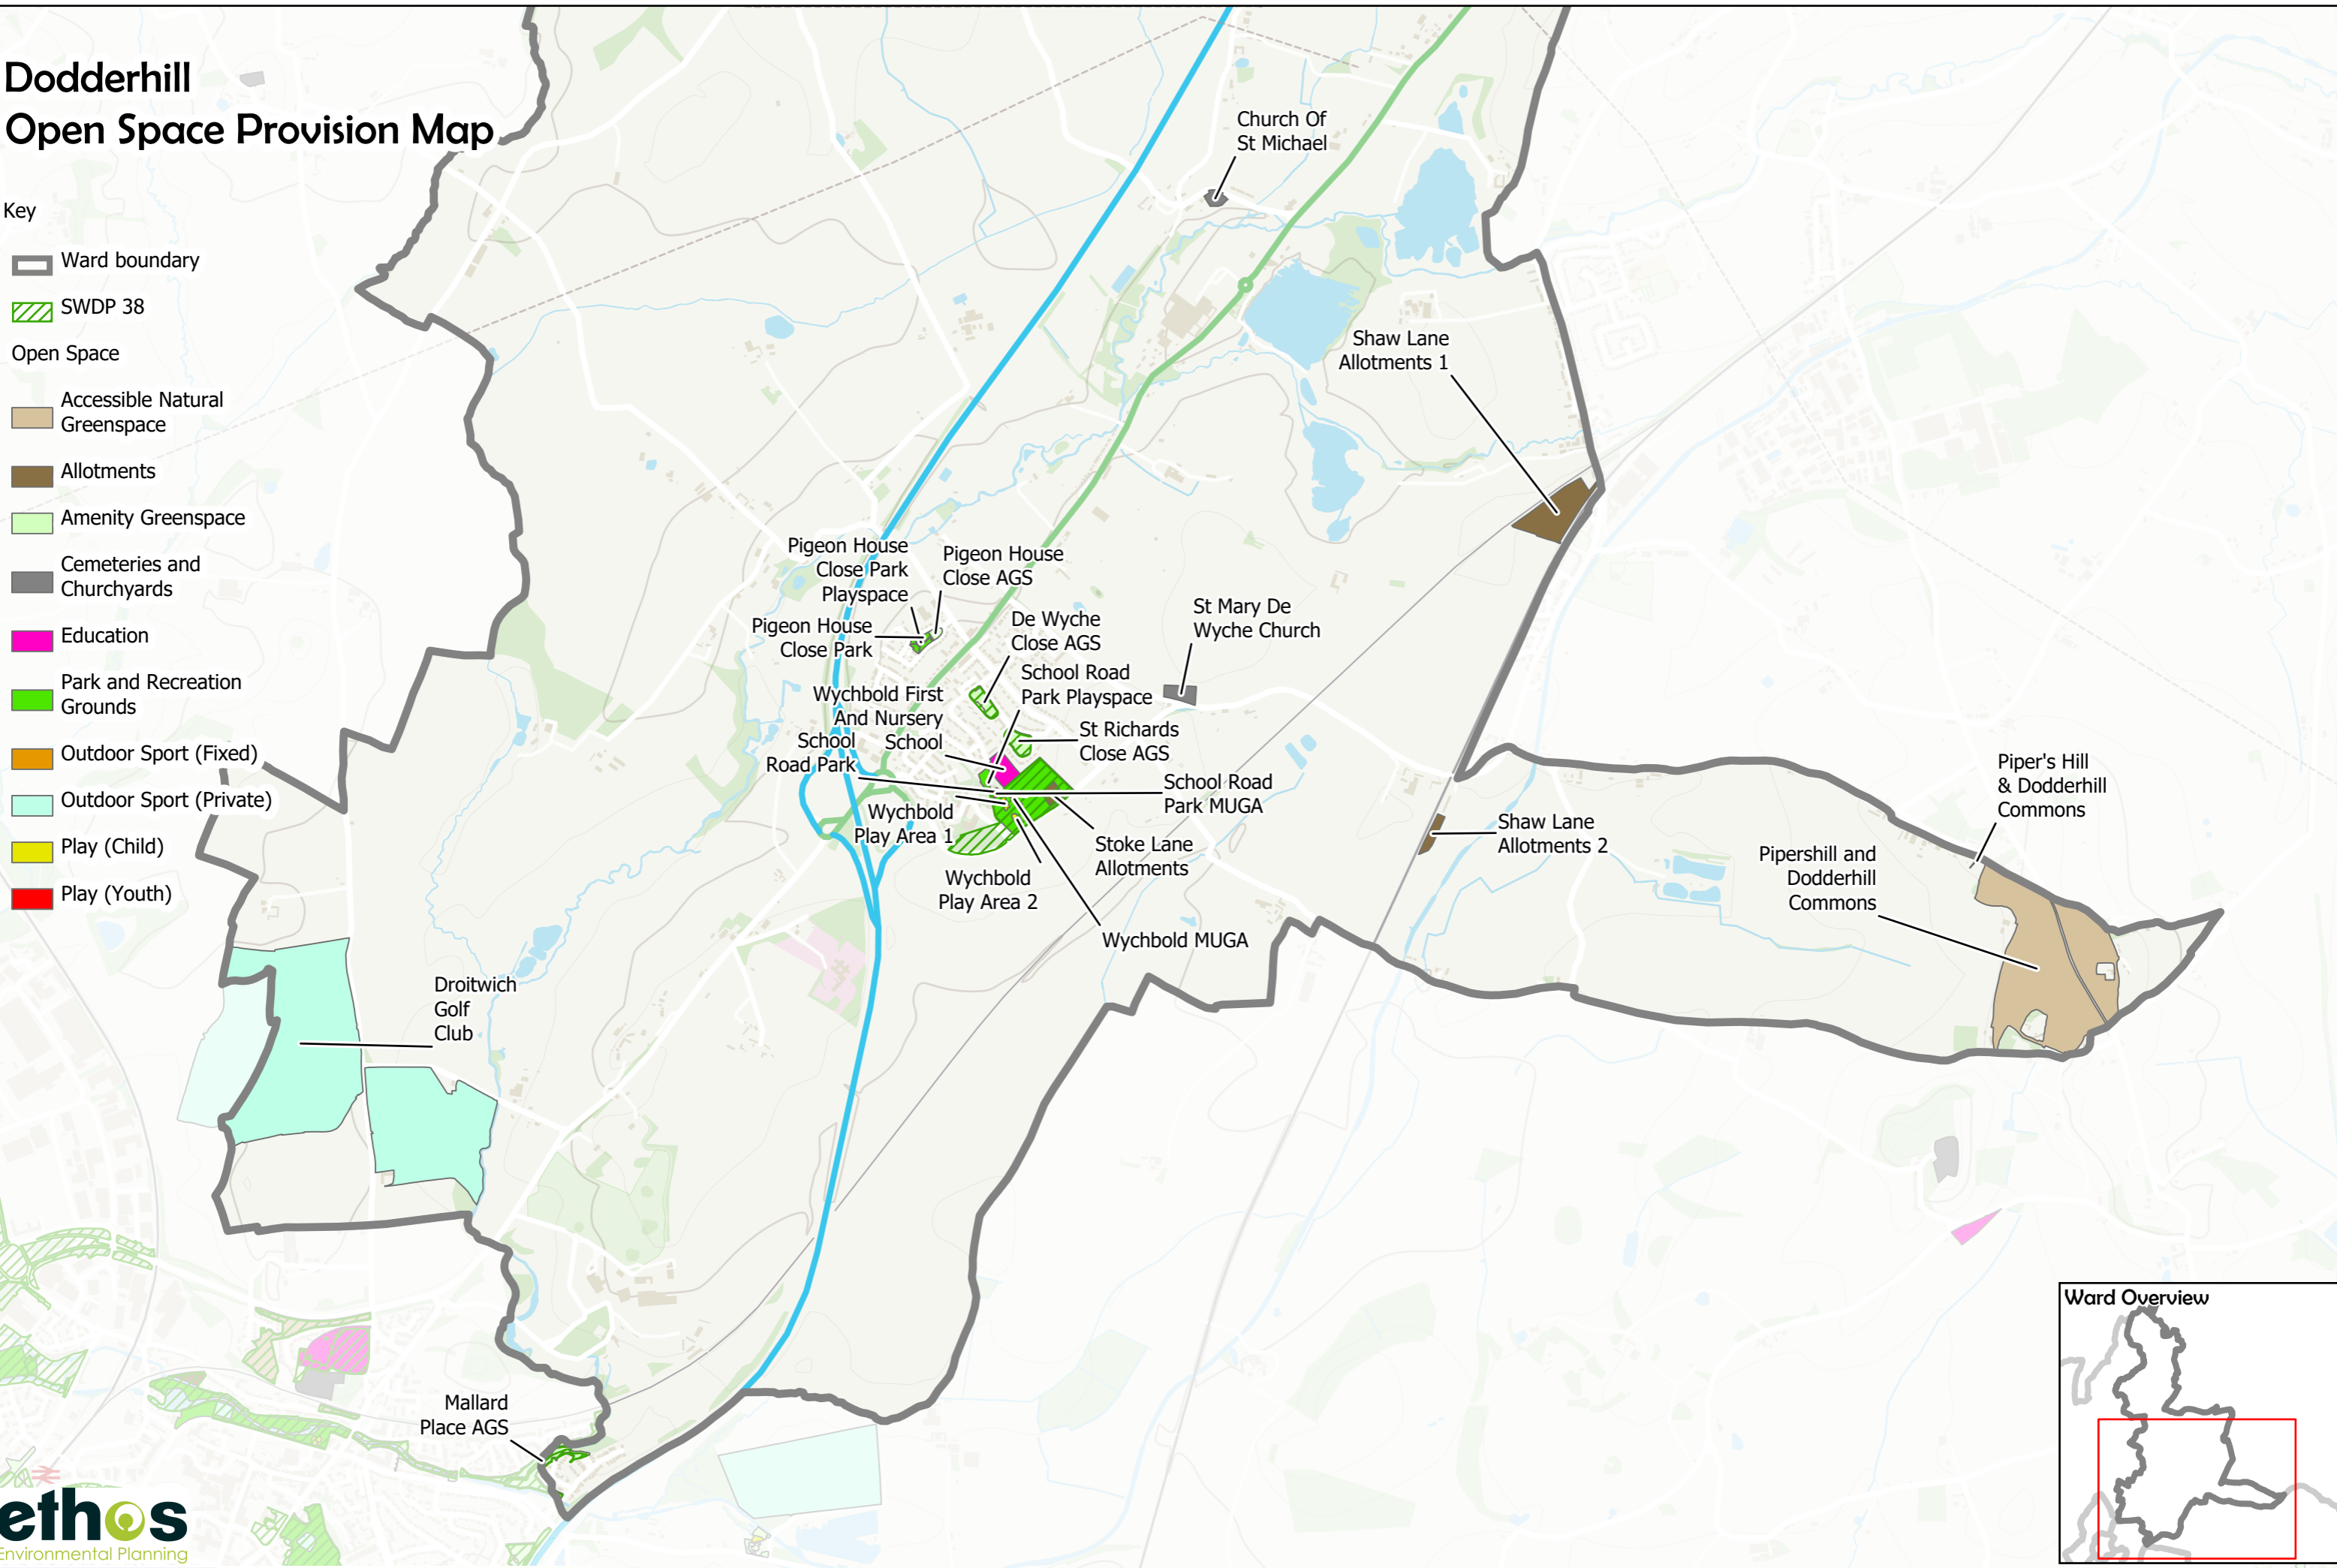 Dodderhill
Open Space Provision Map
Key
Ward boundary
SWDP 38
Open Space
Accessible Natural
Greenspace
Allotments
Amenity Greenspace
Cemeteries and
Churchyards
Education
Park and Recreation
Grounds
Outdoor Sport (Fixed)
Outdoor Sport (Private)
Play (Child)
Play (Youth)
Church Of
St Michael
Shaw Lane
Allotments 1
Pigeon House
Close Park
Playspace
Pigeon House
Close AGS
Pigeon House
Close Park
De Wyche
Close AGS
St Mary De
Wyche Church
School Road
Park Playspace
Wychbold First
And Nursery
School
St Richards
Close AGS
School
Road Park
School Road
Park MUGA
Wychbold
Play Area 1
Stoke Lane
Allotments
Wychbold
Play Area 2
Wychbold MUGA
Shaw Lane
Allotments 2
Piper's Hill
& Dodderhill
Commons
Pipershill and
Dodderhill
Commons
Droitwich
Golf
Club
Mallard
Place AGS
Ward Overview
ethos
Environmental Planning